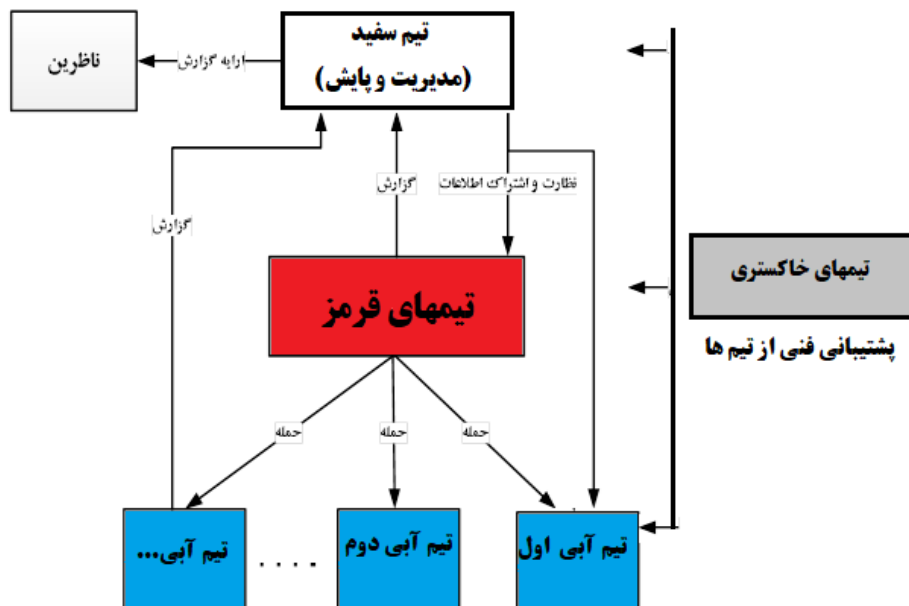 تیم سفید
(مدیریت و پایش)
ارایه گزارش
ناظرین
نظارت و اشتراک اطلاعات
گزارش
گزارش
تیمهای خاکستری
پشتیبانی فنی از تیم ها
تیمهای قرمز
حمله
حمله
حمله
تیم آبی اول
تیم آبی دوم
. . . .
تیم آبی...